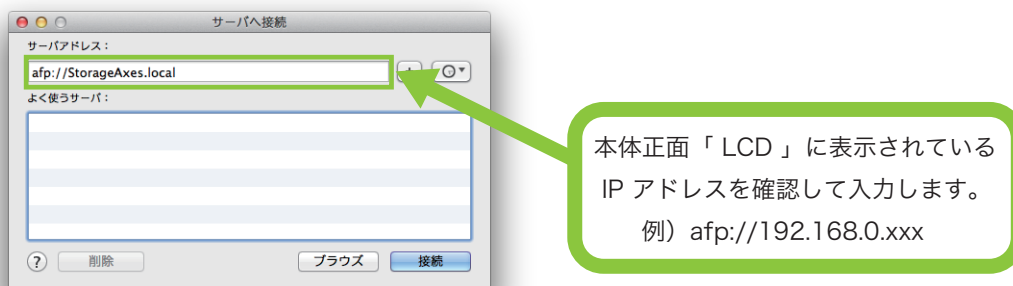 サーバへ接続
サーバアドレス：
afp://StorageAxes.local
よく使うサーバ：
本体正面「 LCD 」に表示されている
IP アドレスを確認して入力します。
例）afp://192.168.0.xxx
? 削除 ブラウズ 接続